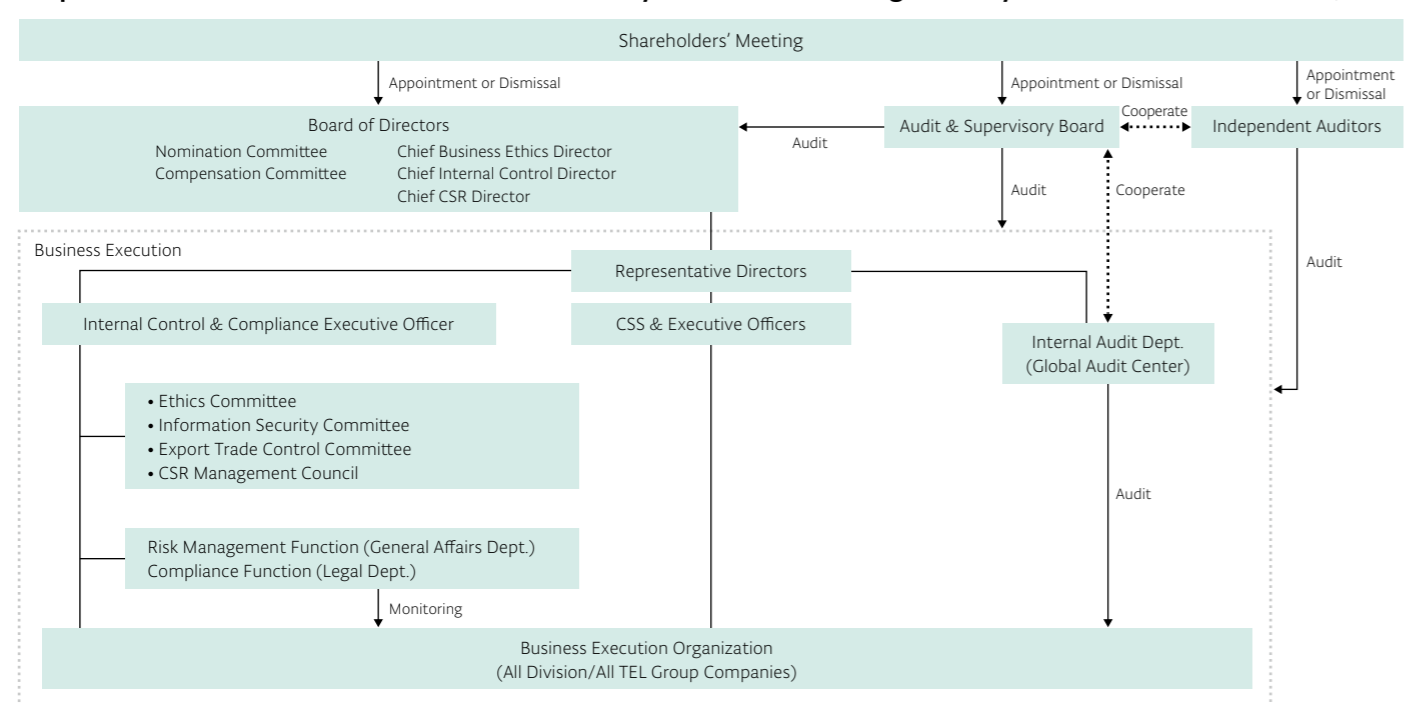 Shareholders' Meeting
Appointment or Dismissal
Appointment or Dismissal
Appointment
or Dismissal
Board of Directors
Nomination Committee
Compensation Committee
Chief Business Ethics Director
Chief Internal Control Director
Chief CSR Director
Audit
Audit & Supervisory Board
Cooperate
Independent Auditors
Audit
Cooperate
Audit
Business Execution
Representative Directors
Internal Control & Compliance Executive Officer
CSS & Executive Officers
Internal Audit Dept.
(Global Audit Center)
• Ethics Committee
• Information Security Committee
• Export Trade Control Committee
• CSR Management Council
Audit
Risk Management Function (General Affairs Dept.)
Compliance Function (Legal Dept.)
Monitoring
Business Execution Organization
(All Division/All TEL Group Companies)